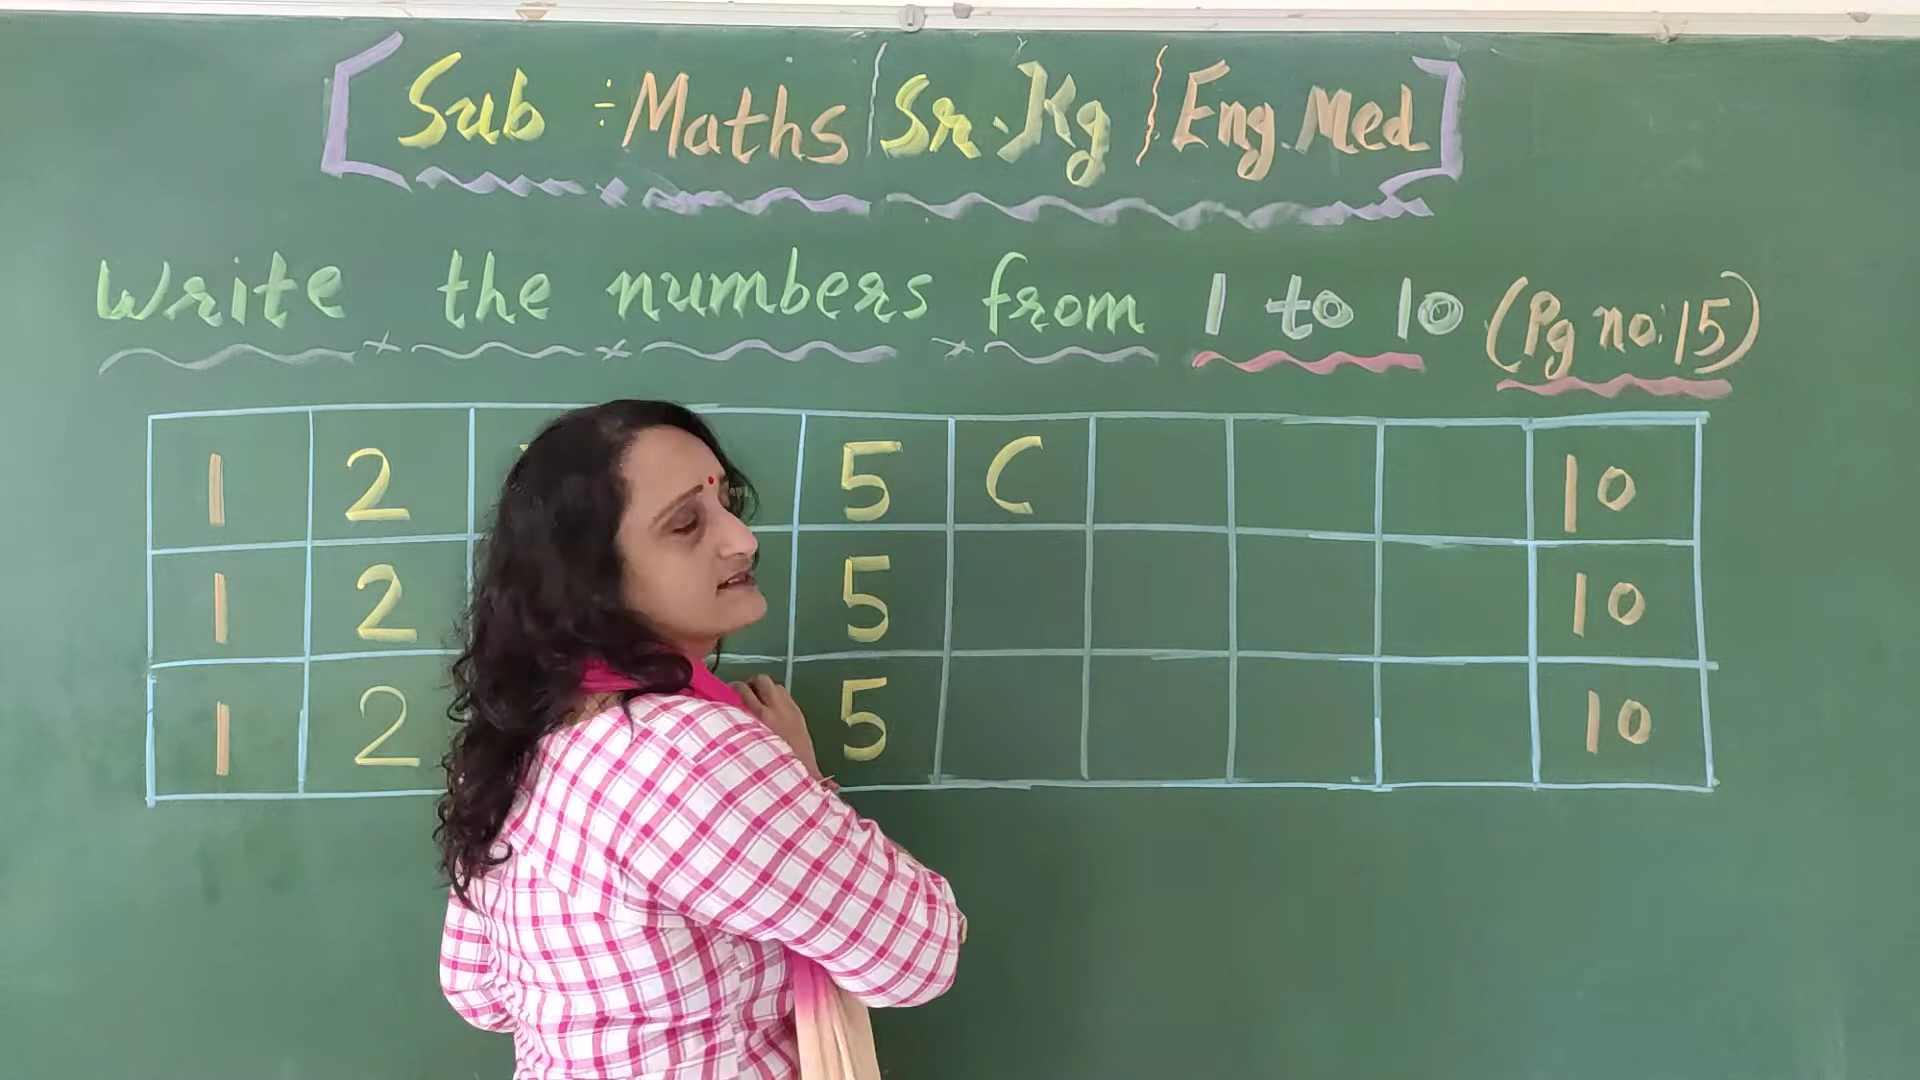 [Sub ÷ Maths | Sr. Kg | Eng. Med]
Write the numbers from 1 to 10 (Pg no: 15)
1 2 5 C 10
1 2 5 10
1 2 5 10